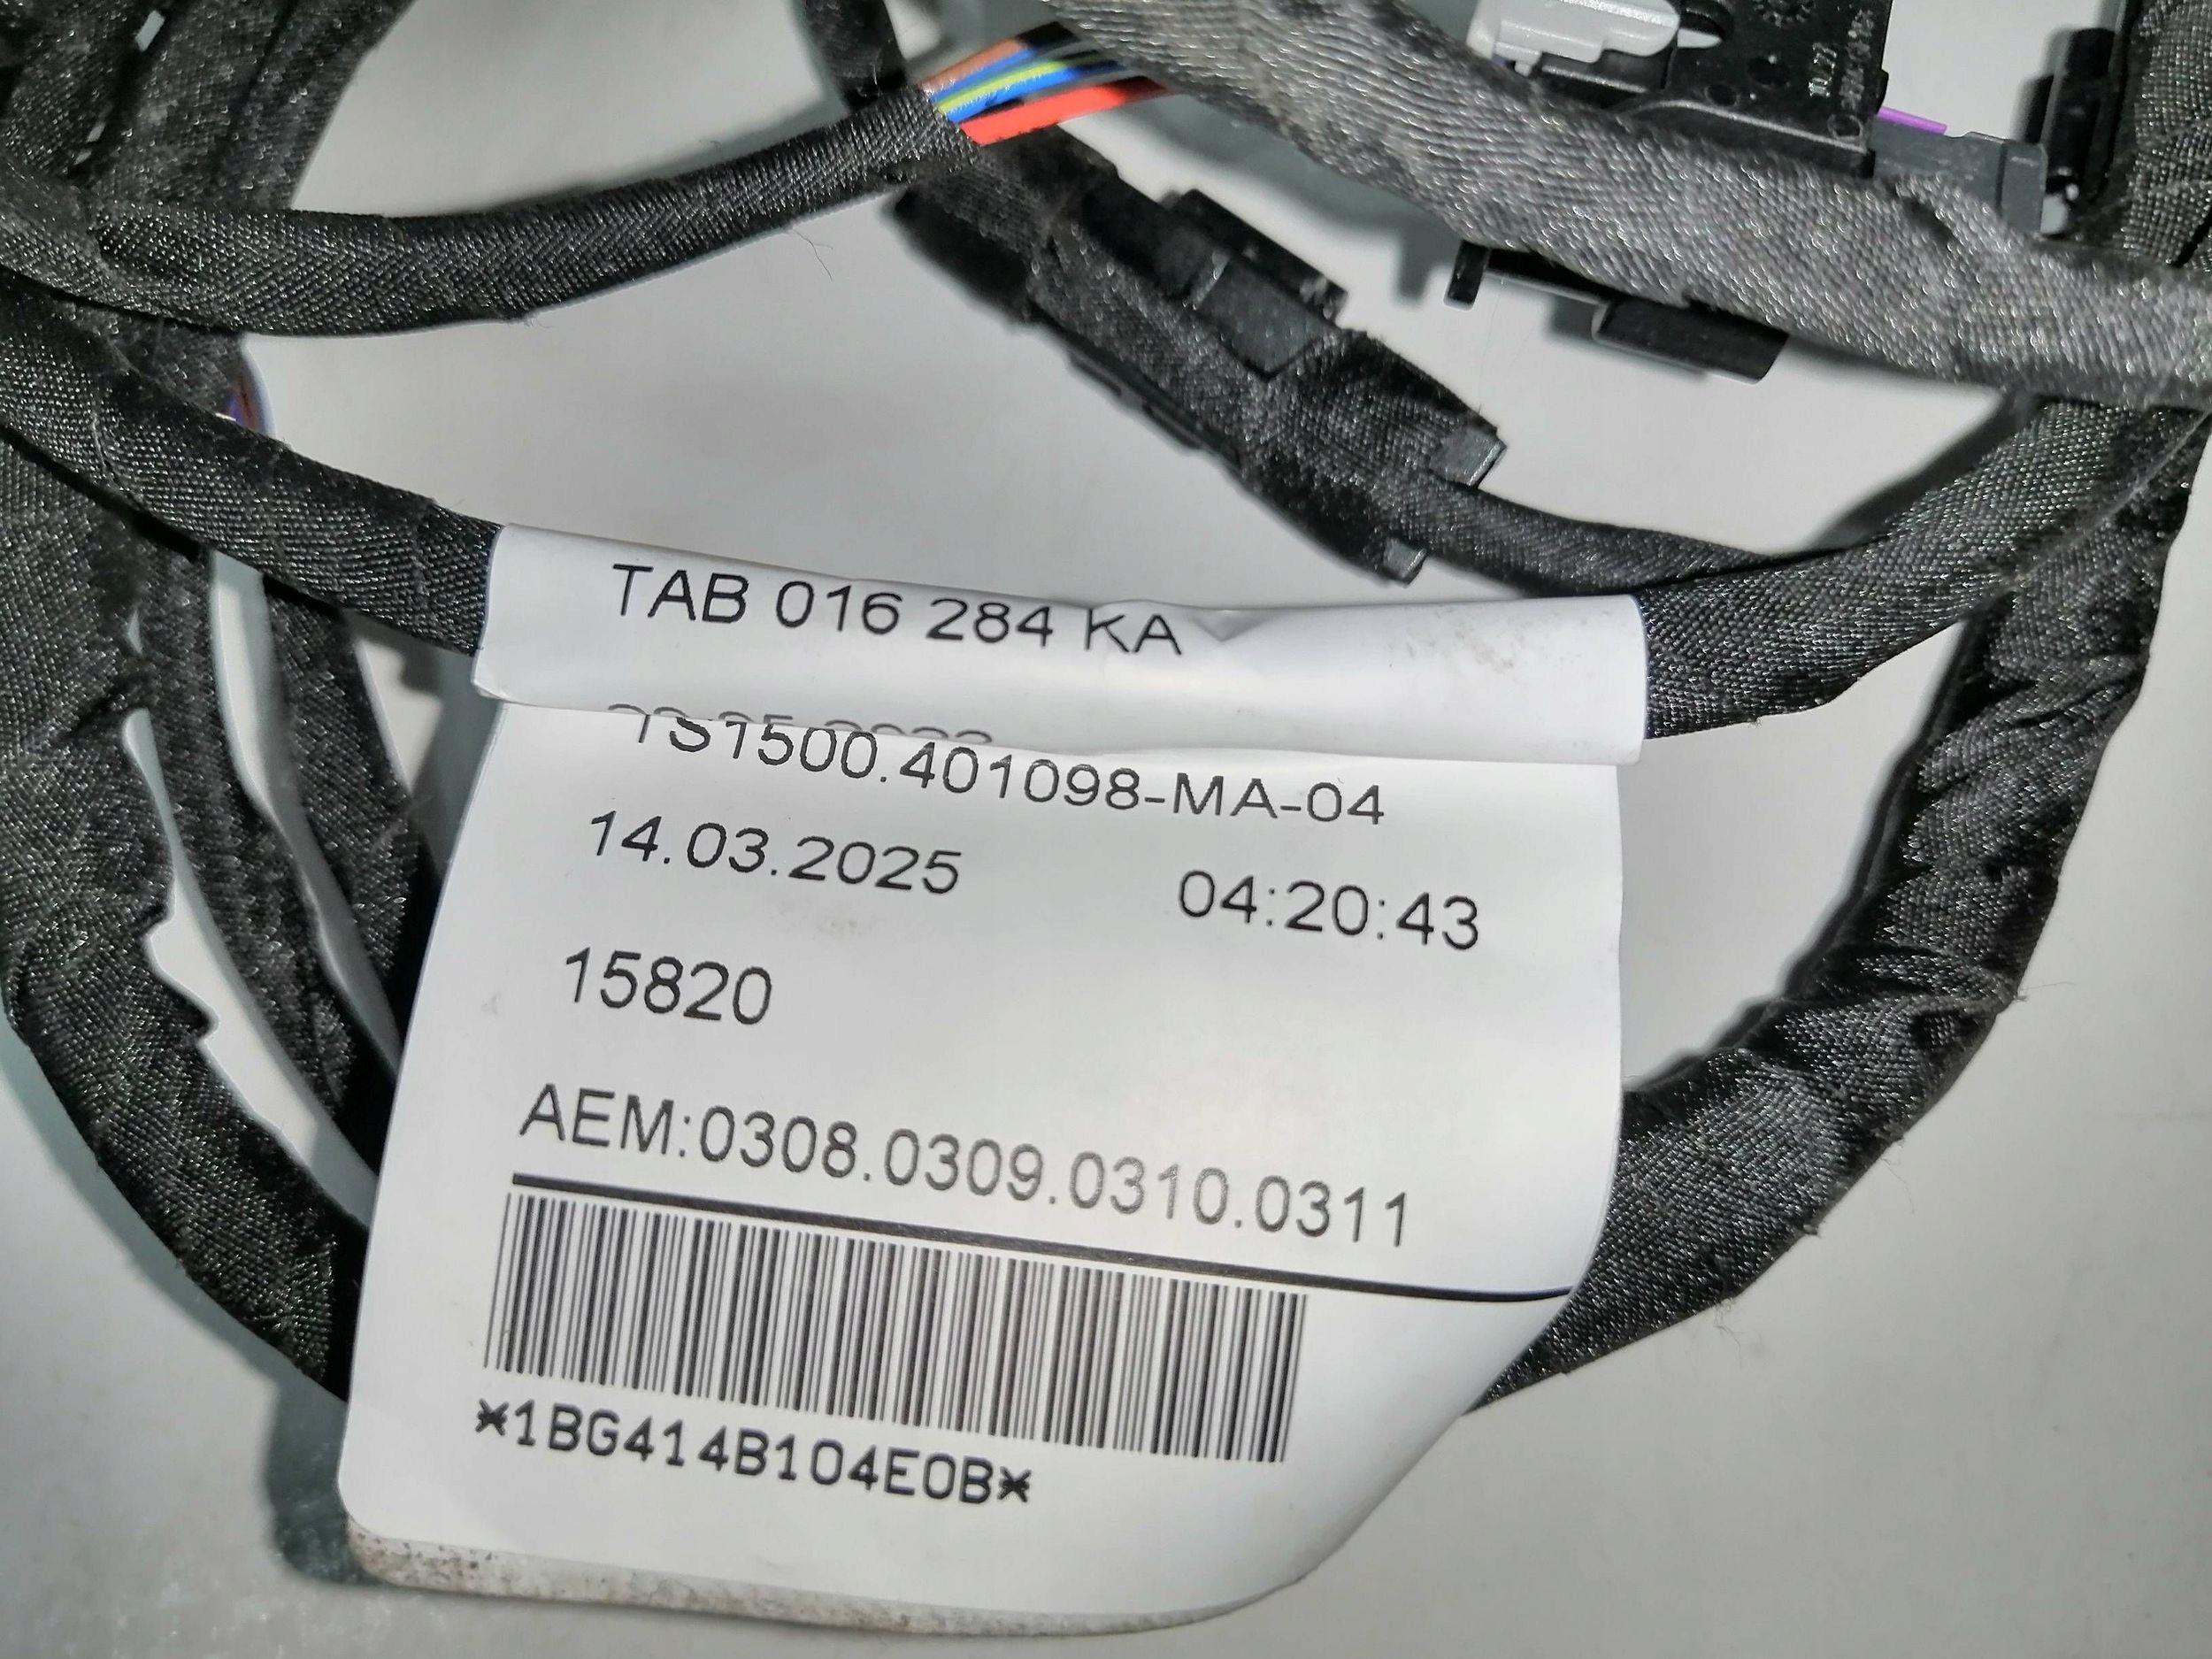 TAB 016 284 KA
TS1500.401098-MA-04
14.03.2025 04:20:43
15820
AEM:0308.0309.0310.0311
*1BG414B104E0B*